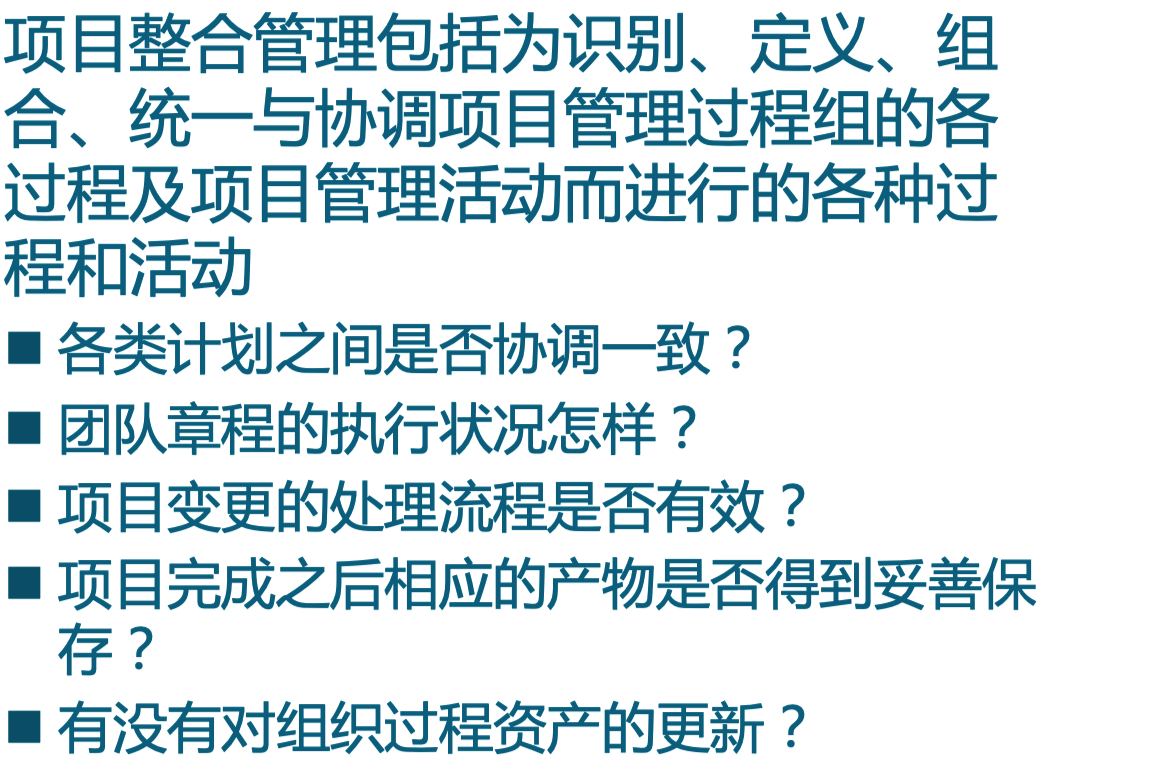 项目整合管理包括为识别、定义、组
合、统一与协调项目管理过程组的各
过程及项目管理活动而进行的各种过
程和活动
■ 各类计划之间是否协调一致？
■ 团队章程的执行状况怎样？
■ 项目变更的处理流程是否有效？
■ 项目完成之后相应的产物是否得到妥善保
存？
■ 有没有对组织过程资产的更新？